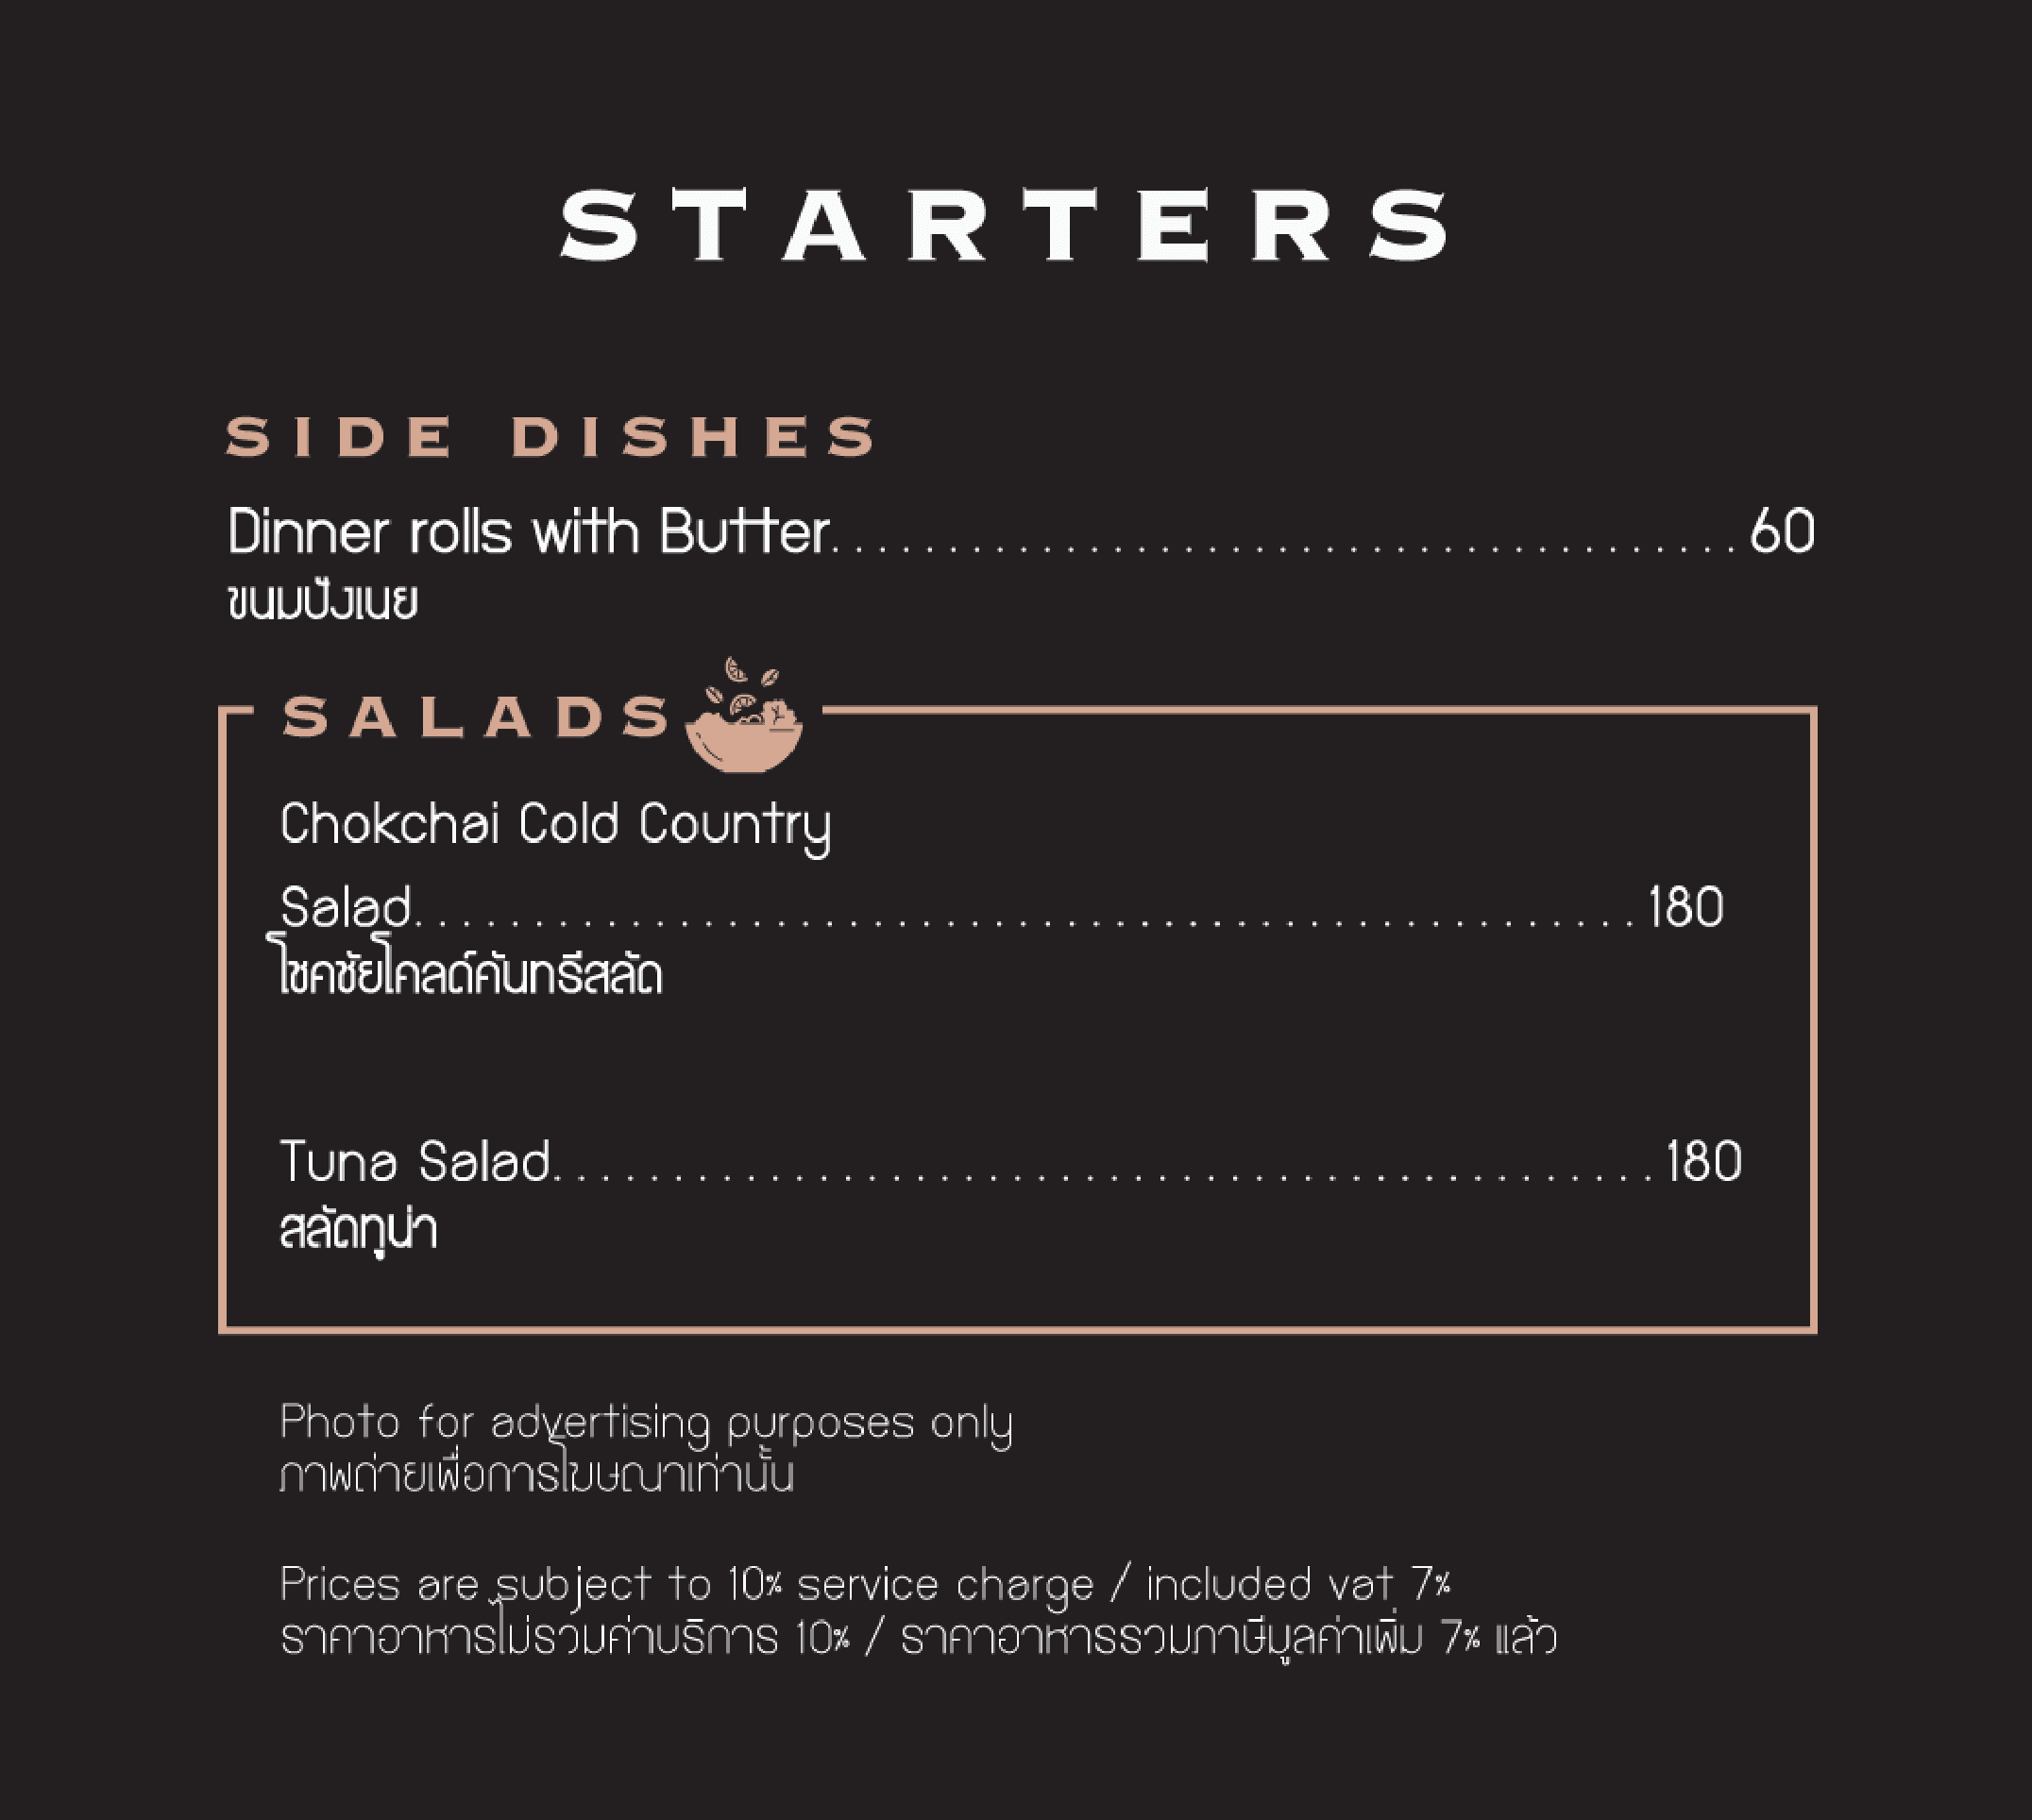 STARTERS
SIDE DISHES
Dinner rolls with Butter......................................60
ขนมปังเนย
SALADS
Chokchai Cold Country
Salad...................................................180
โชคชัยโคลด์คันทรีสลัด
Tuna Salad..............................................180
สลัดทูน่า
Photo for advertising purposes only
ภาพถ่ายเพื่อการโฆษณาเท่านั้น
Prices are subject to 10% service charge / included vat 7%
ราคาอาหารไม่รวมค่าบริการ 10% / ราคาอาหารรวมภาษีมูลค่าเพิ่ม 7% แล้ว